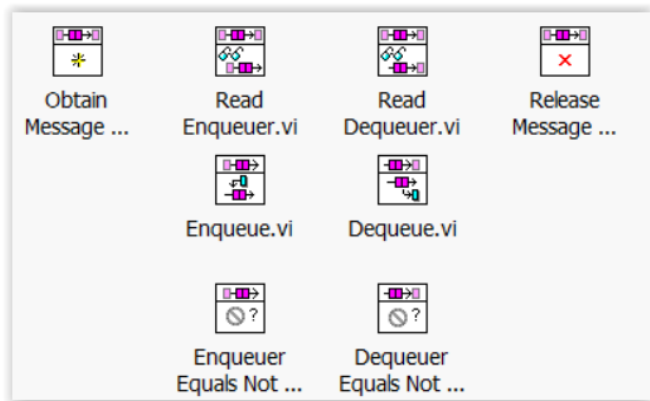 Obtain
Message ...
Read
Enqueuer.vi
Read
Dequeuer.vi
Release
Message ...
Enqueue.vi
Dequeue.vi
?
?
Enqueuer
Equals Not ...
Dequeuer
Equals Not ...